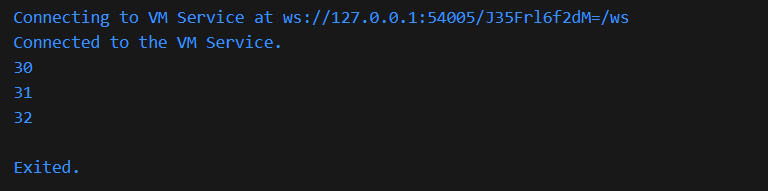 Connecting to VM Service at ws://127.0.0.1:54005/J35Frl6f2dM=/ws
Connected to the VM Service.
30
31
32
Exited.